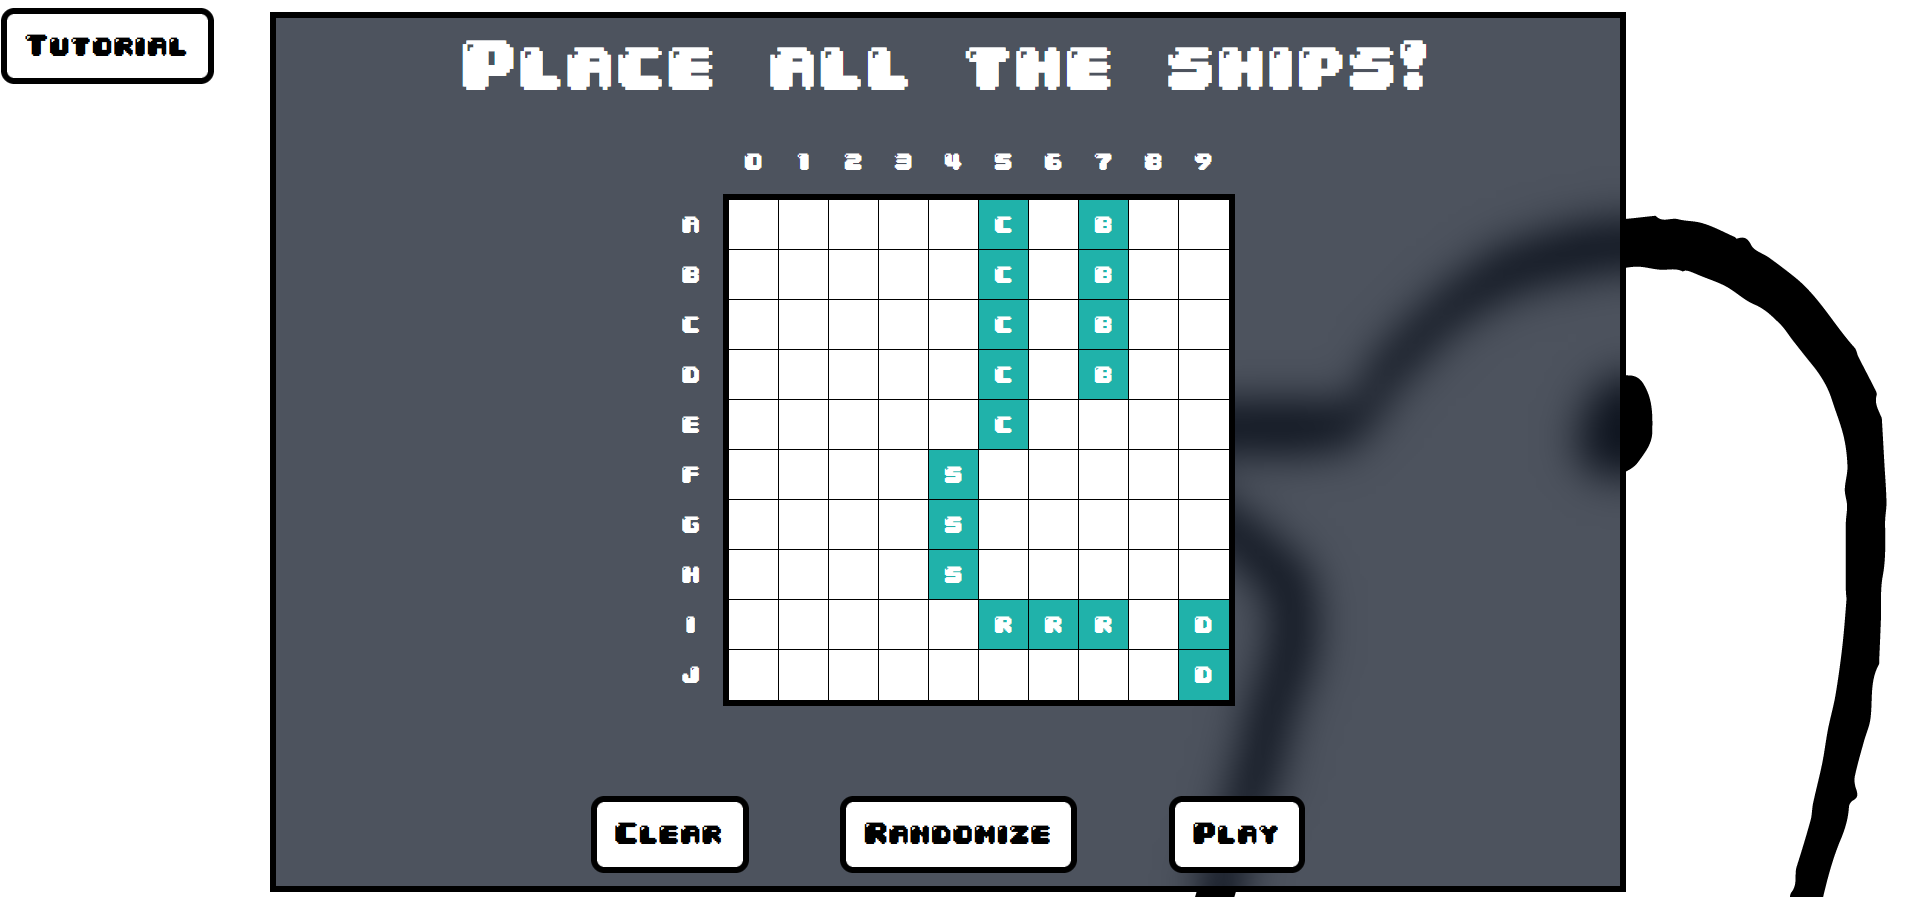 Tutorial
Place all the ships!
0 1 2 3 4 5 6 7 8 9
A C B
B C B
C C B
D C B
E C
F S
G S
H S
I R R R D
J D
Clear Randomize Play